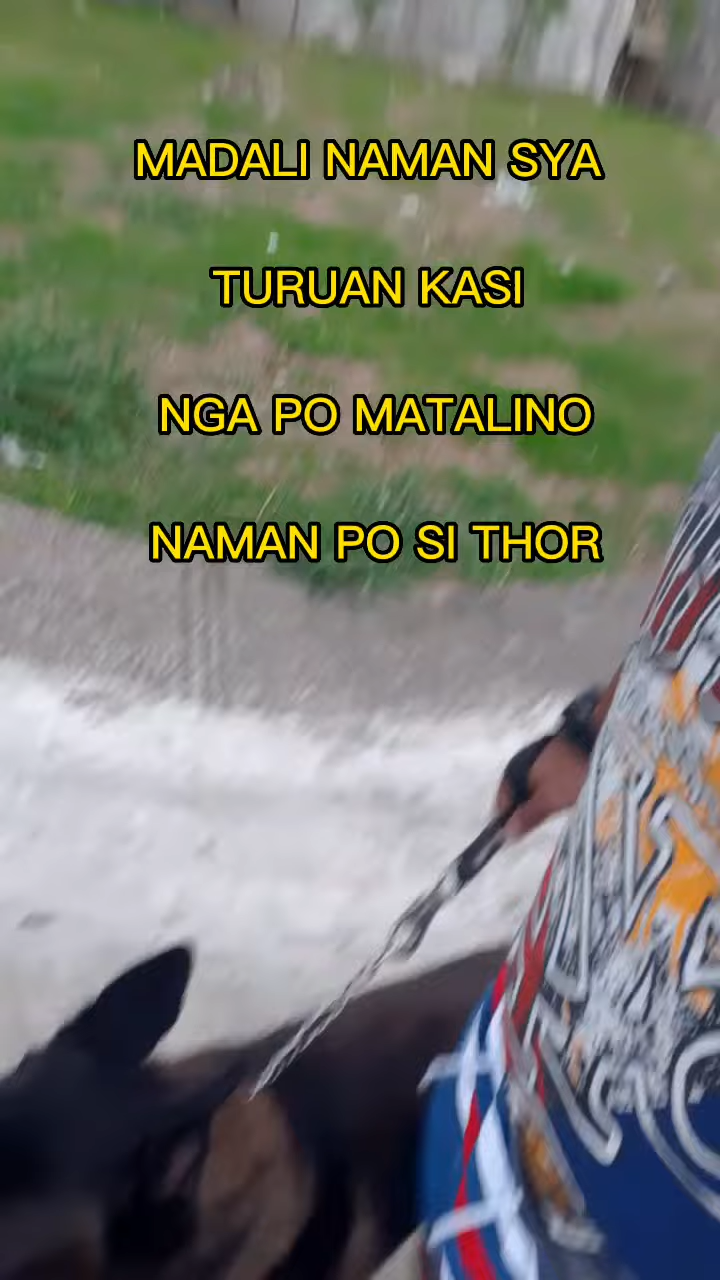 MADALI NAMAN SYA
TURUAN KASI
NGA PO MATALINO
NAMAN PO SI THOR